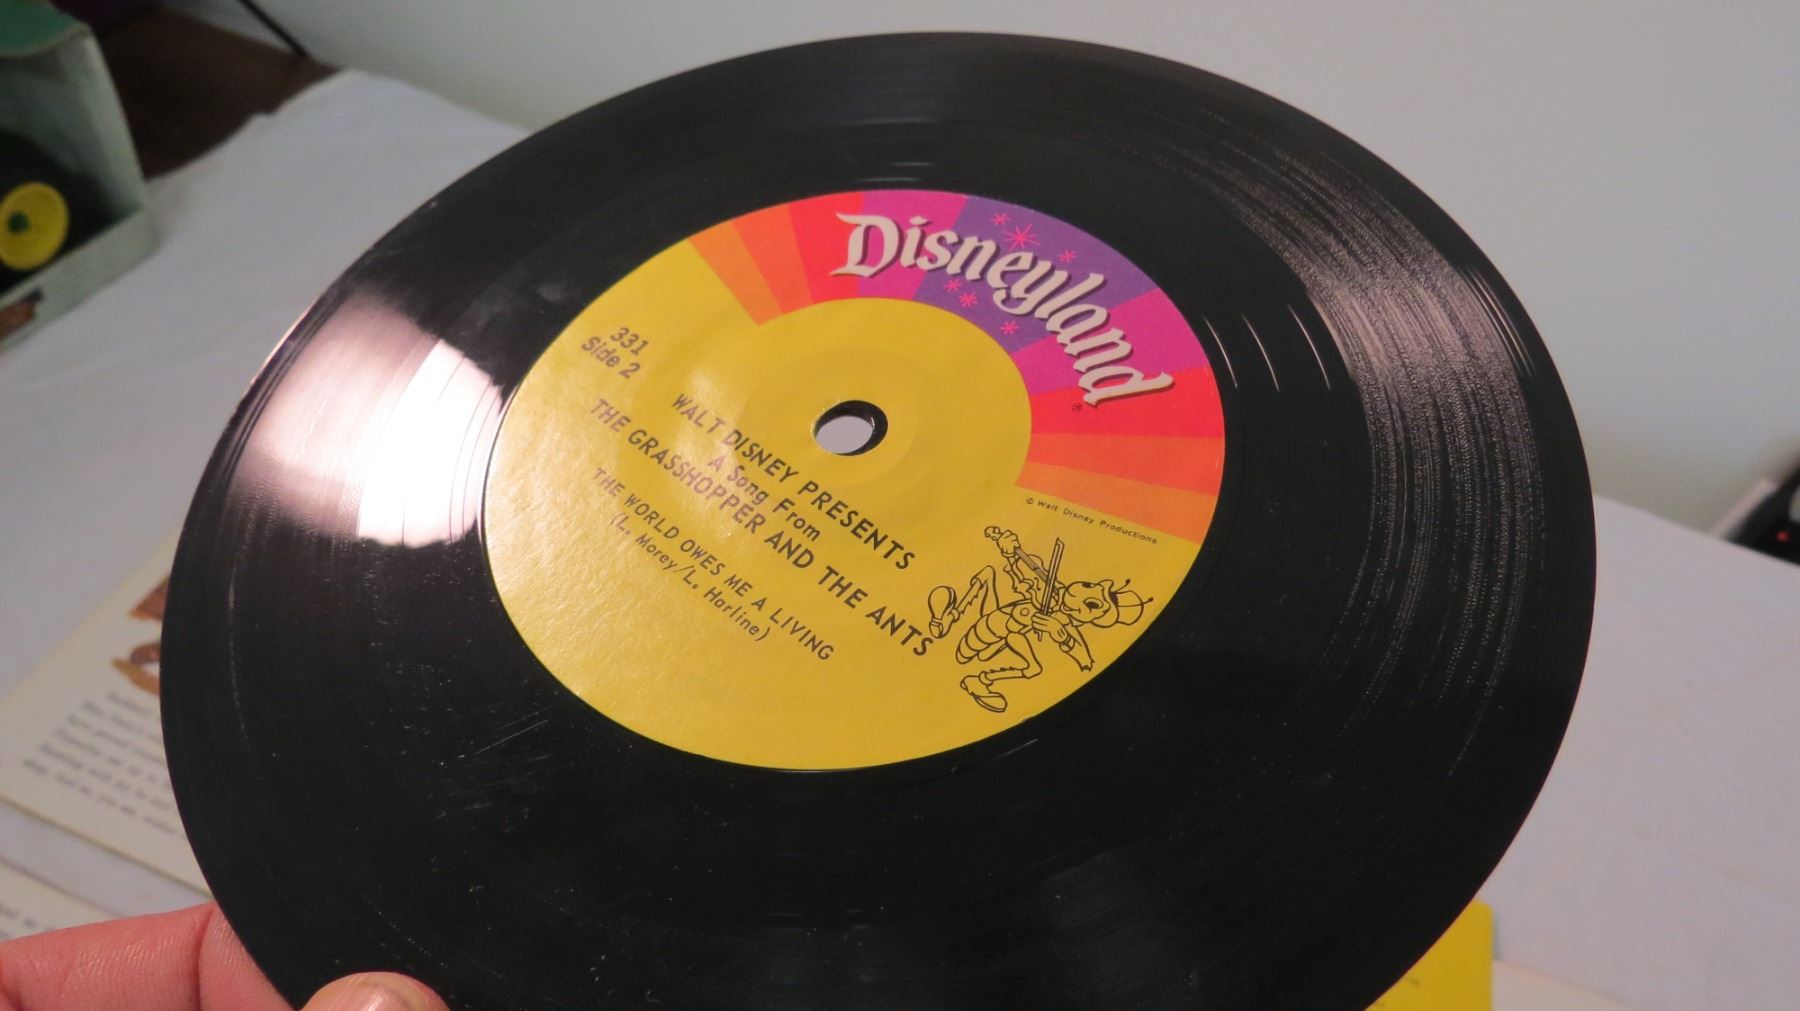 Disneyland
®
331
Side 2
WALT DISNEY PRESENTS
A Song From
THE GRASSHOPPER AND THE ANTS
THE WORLD OWES ME A LIVING
(L. Morey/L. Harline)
© Walt Disney Productions